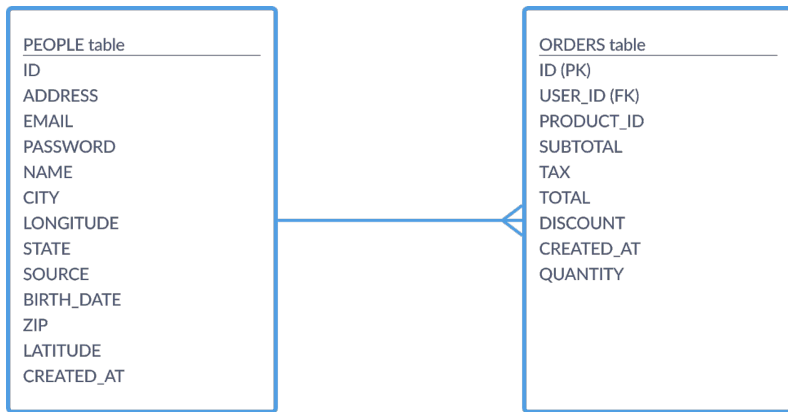 PEOPLE table
ID
ADDRESS
EMAIL
PASSWORD
NAME
CITY
LONGITUDE
STATE
SOURCE
BIRTH_DATE
ZIP
LATITUDE
CREATED_AT
ORDERS table
ID (PK)
USER_ID (FK)
PRODUCT_ID
SUBTOTAL
TAX
TOTAL
DISCOUNT
CREATED_AT
QUANTITY